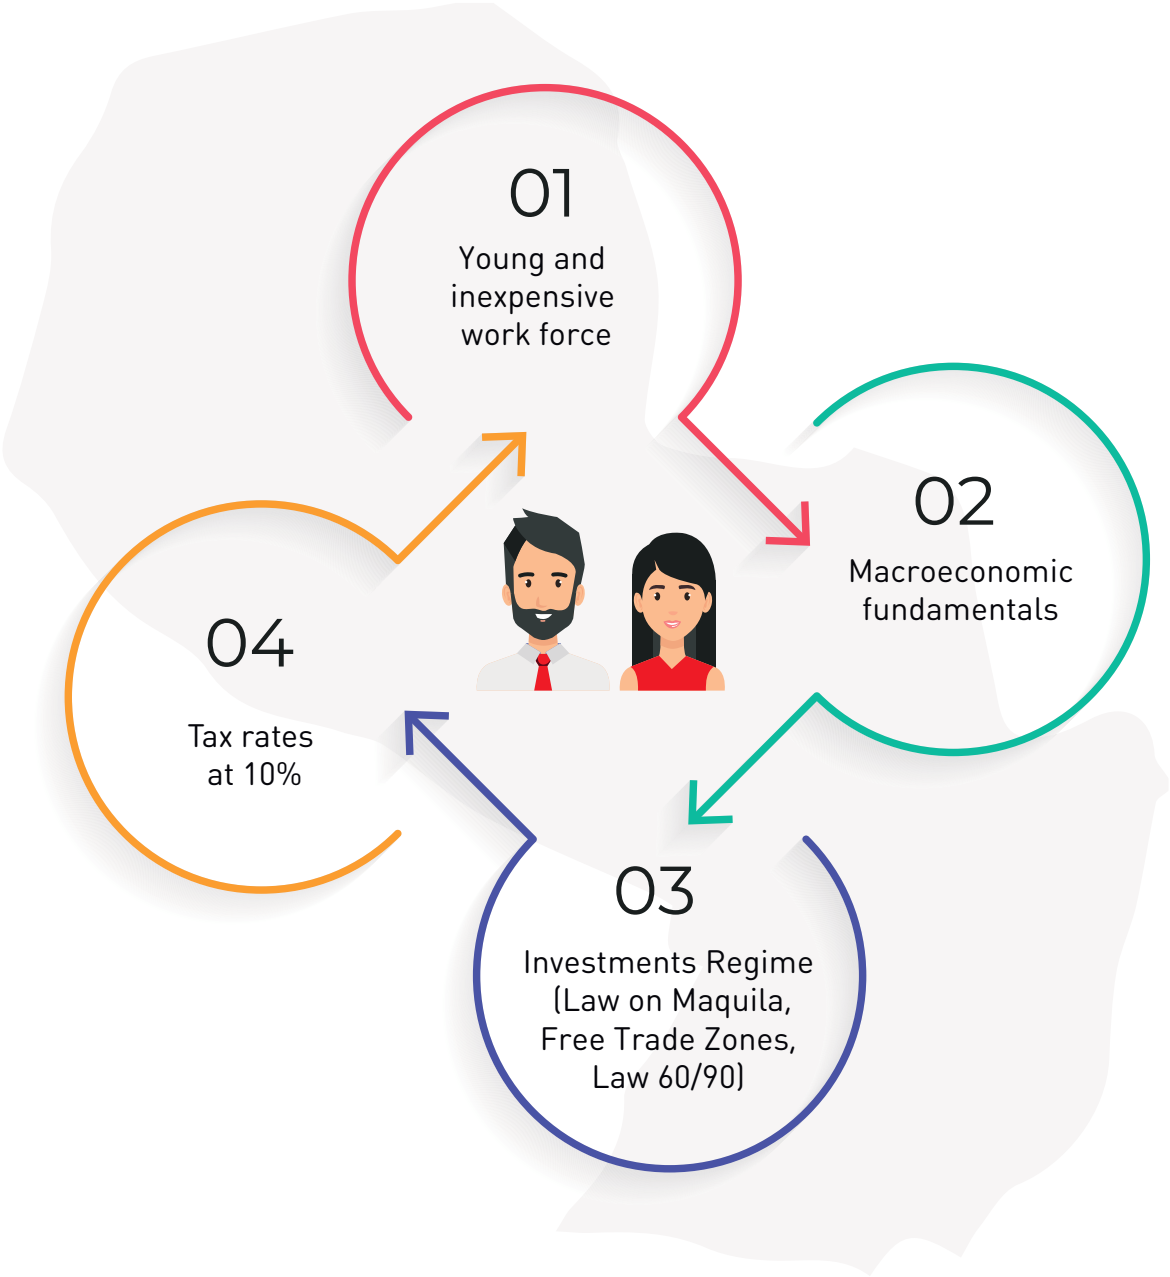 01
Young and
inexpensive
work force
02
Macroeconomic
fundamentals
03
Investments Regime
(Law on Maquila,
Free Trade Zones,
Law 60/90)
04
Tax rates
at 10%